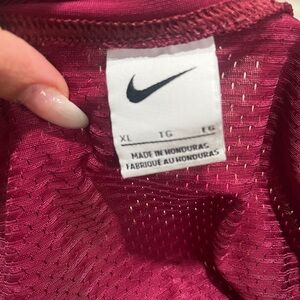 XL TG EG
MADE IN HONDURAS
FABRIQUÉ AU HONDURAS